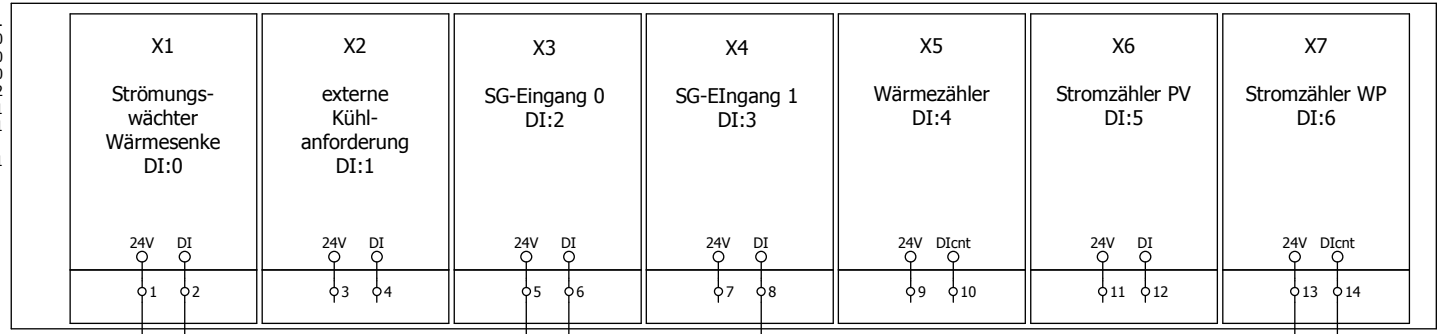 X1
Strömungs-
wächter
Wärmesenke
DI:0
24V DI
1 2
X2
externe
Kühl-
anforderung
DI:1
24V DI
3 4
X3
SG-Eingang 0
DI:2
24V DI
5 6
X4
SG-EIngang 1
DI:3
24V DI
7 8
X5
Wärmezähler
DI:4
24V DIcnt
9 10
X6
Stromzähler PV
DI:5
24V DI
11 12
X7
Stromzähler WP
DI:6
24V DIcnt
13 14